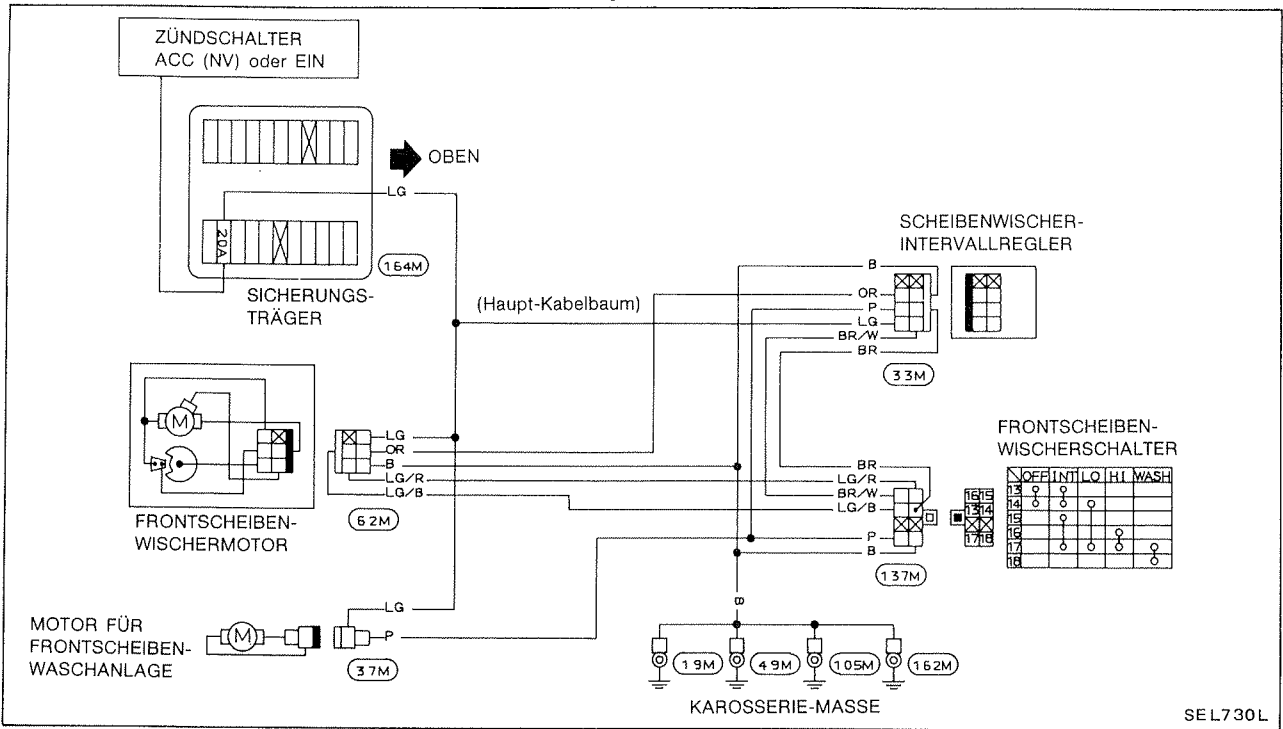 ZÜNDSCHALTER
ACC (NV) oder EIN
OBEN
LG
20A
164M
SICHERUNGS-
TRÄGER
(Haupt-Kabelbaum)
SCHEIBENWISCHER-
INTERVALLREGLER
B
OR
P
LG
BR/W
BR
33M
M
LG
OR
B
LG/R
LG/B
62M
FRONTSCHEIBEN-
WISCHERMOTOR
FRONTSCHEIBEN-
WISCHERSCHALTER
BR
LG/R
BR/W
LG/B
P
B
137M
16 15
13 14
17 18
OFF INT LO HI WASH
13
14
15
16
17
18
MOTOR FÜR
FRONTSCHEIBEN-
WASCHANLAGE
M
LG
P
37M
B
19M 49M 105M 162M
KAROSSERIE-MASSE
SEL730L